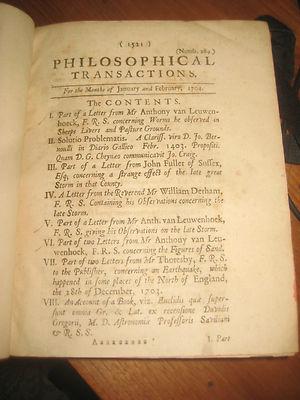 ( 1521 )
(Numb. 289.)
PHILOSOPHICAL
TRANSACTIONS.
For the Months of January and February, 1704.
The CONTENTS.
I. Part of a Letter from Mr Anthony van Leuwen-
hoek, F. R. S. concerning Worms he observed in
Sheeps Livers and Pasture Grounds.
II. Solutio Problematis. A Clariss. viro D. Jo. Ber-
noulli in Diario Gallico Febr. 1403. Propositi.
Quam D. G. Cheyneo communicavit Jo. Craig.
III. Part of a Letter from John Fuller of Sussex,
Esq; concerning a strange effect of the late great
Storm in that County.
IV. A Letter from the Reverend Mr William Derham,
F. R. S. Containing his Observations concerning the
late Storm.
V. Part of a Letter from Mr Anth. van Leuwenhoek,
F. R. S. giving his Observations on the late Storm.
VI. Part of two Letters from Mr Anthony van Leu-
wenhoek, F. R. S. concerning the Figures of Sand.
VII. Part of two Letters from Mr Thoresby, F. R. S.
to the Publisher, concerning an Earthquake, which
happened in some places of the North of England,
the 28th of December, 1703.
VIII. An Account of a Book, viz. Euclidis quæ super-
sunt omnia Gr. & Lat. ex recensione Davidis
Gregorii, M. D. Astronomiæ Professoris Saviliani
& R. S. S.
I. Part